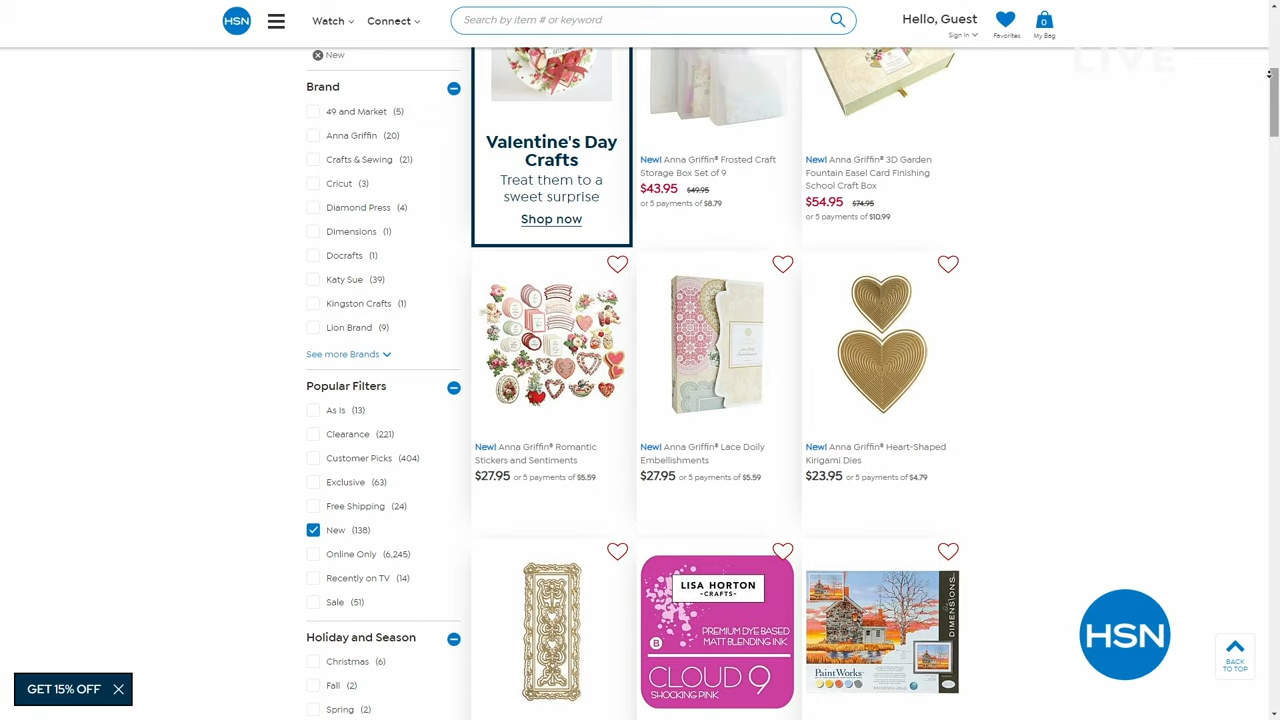 HSN
Watch
Connect
Search by item # or keyword
Hello, Guest
Sign In
Favorites
0
My Bag
LIVE
New
Brand
49 and Market (5)
Anna Griffin (20)
Crafts & Sewing (21)
Cricut (3)
Diamond Press (4)
Dimensions (1)
Docrafts (1)
Katy Sue (39)
Kingston Crafts (1)
Lion Brand (9)
See more Brands
Popular Filters
As Is (13)
Clearance (221)
Customer Picks (404)
Exclusive (63)
Free Shipping (24)
New (138)
Online Only (6,245)
Recently on TV (14)
Sale (51)
Holiday and Season
Christmas (6)
Fall (2)
Spring (2)
Valentine's Day
Crafts
Treat them to a
sweet surprise
Shop now
New! Anna Griffin® Frosted Craft
Storage Box Set of 9
$43.95 $49.95
or 5 payments of $8.79
New! Anna Griffin® 3D Garden
Fountain Easel Card Finishing
School Craft Box
$54.95 $74.95
or 5 payments of $10.99
New! Anna Griffin® Romantic
Stickers and Sentiments
$27.95 or 5 payments of $5.59
New! Anna Griffin® Lace Doily
Embellishments
$27.95 or 5 payments of $5.59
New! Anna Griffin® Heart-Shaped
Kirigami Dies
$23.95 or 5 payments of $4.79
LISA HORTON
-CRAFTS-
PREMIUM DYE BASED
MATT BLENDING INK
B
CLOUD 9
SHOCKING PINK
DIMENSIONS
PaintWorks
HSN
BACK
TO TOP
GET 15% OFF